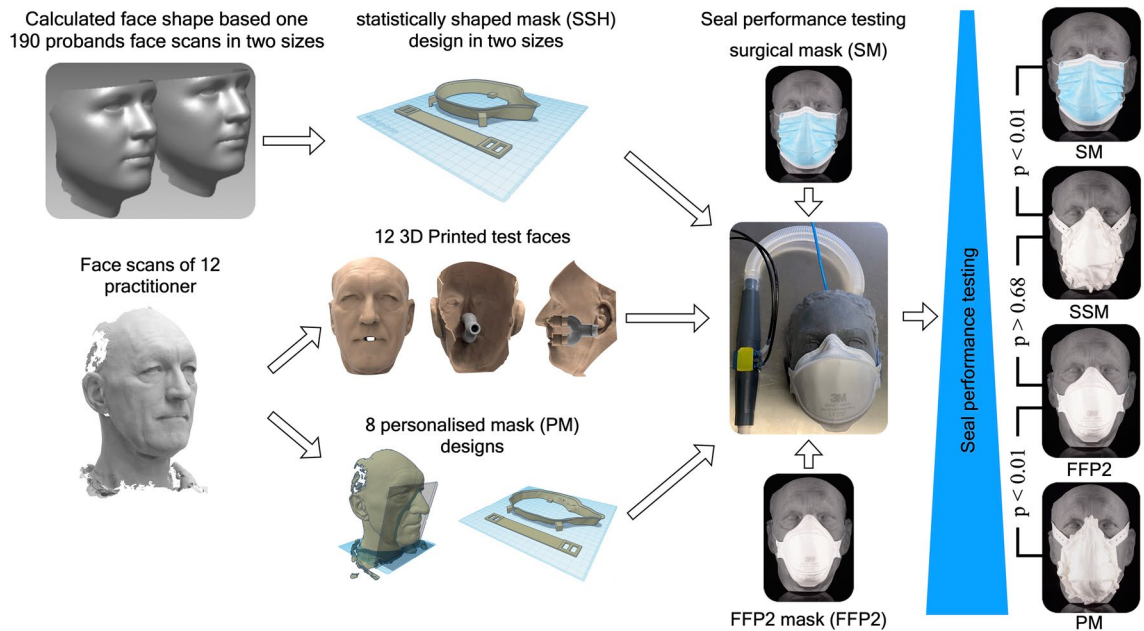 Calculated face shape based one
190 probands face scans in two sizes
statistically shaped mask (SSH)
design in two sizes
Seal performance testing
surgical mask (SM)
Face scans of 12
practitioner
12 3D Printed test faces
8 personalised mask (PM)
designs
3M
FFP2 mask (FFP2)
Seal performance testing
SM
p < 0.01
SSM
p > 0.68
FFP2
p < 0.01
PM